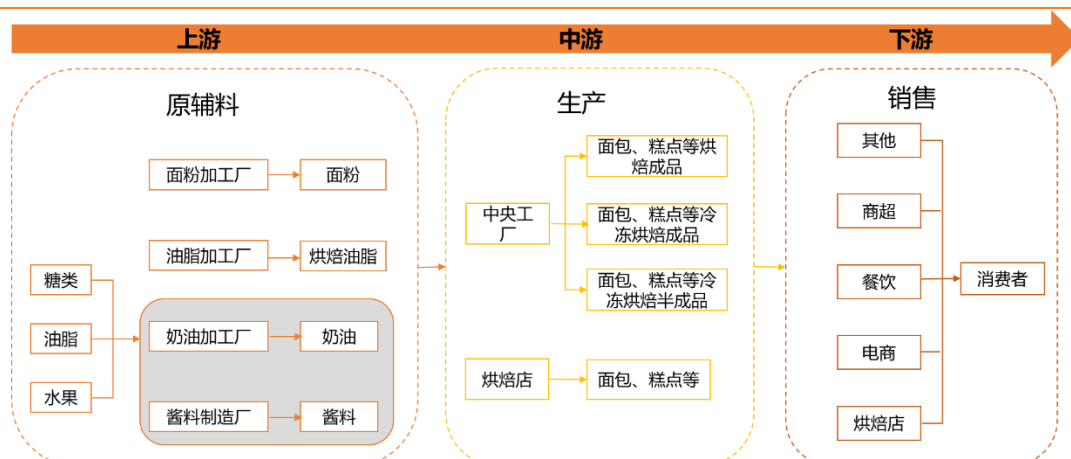 上游
中游
下游
原辅料
面粉加工厂
面粉
油脂加工厂
烘焙油脂
糖类
油脂
水果
奶油加工厂
奶油
酱料制造厂
酱料
生产
中央工
厂
面包、糕点等烘
焙成品
面包、糕点等冷
冻烘焙成品
面包、糕点等冷
冻烘焙半成品
烘焙店
面包、糕点等
销售
其他
商超
餐饮
电商
烘焙店
消费者